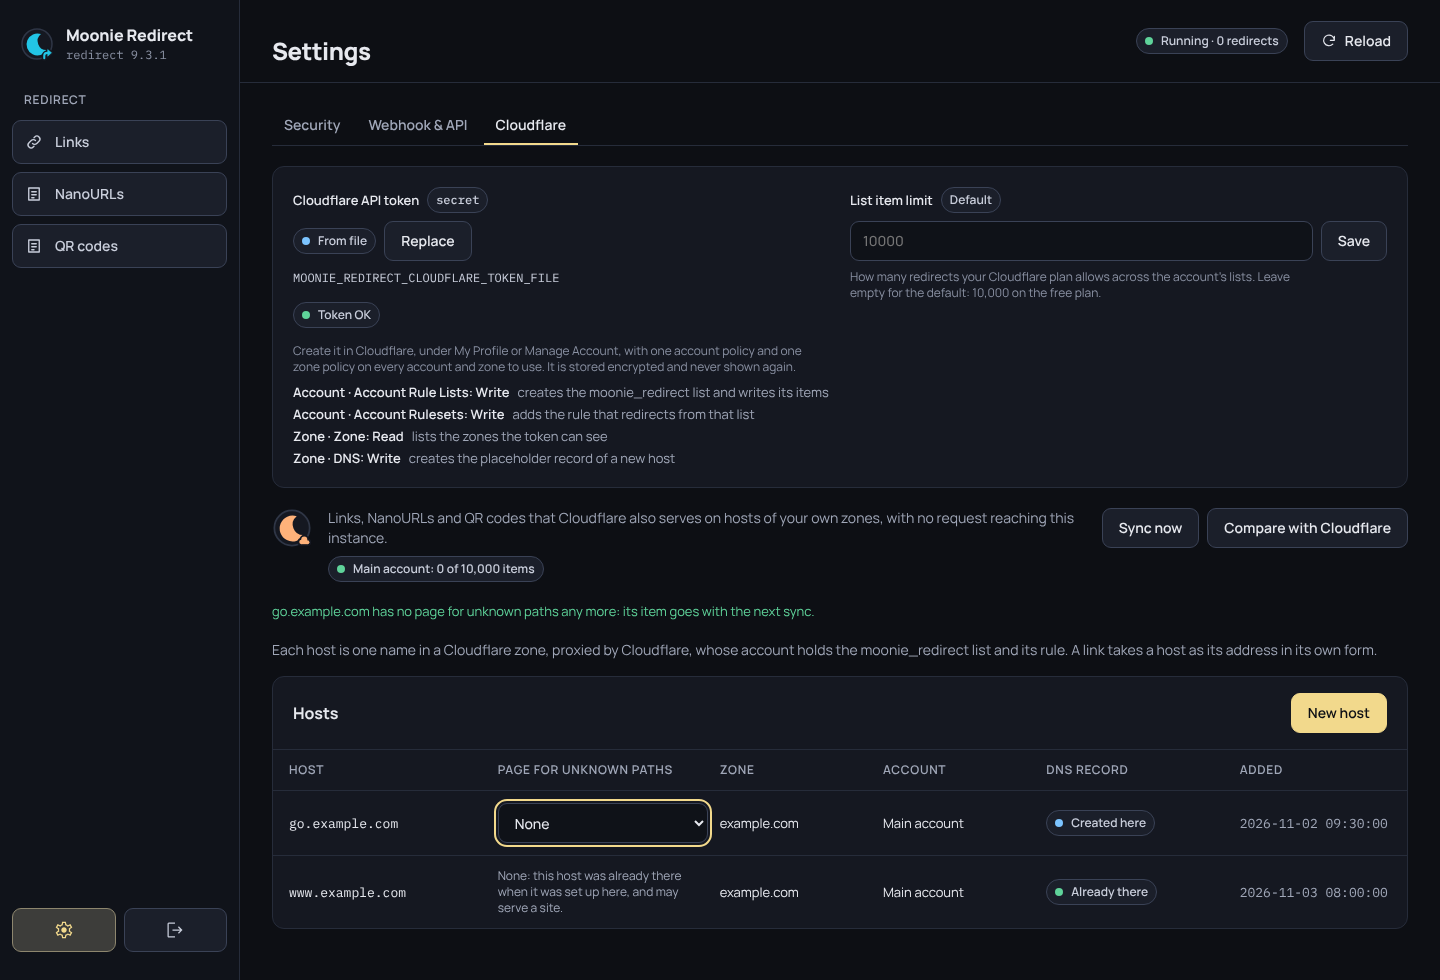 Moonie Redirect
redirect 9.3.1
REDIRECT
Links
NanoURLs
QR codes
Settings
Running · 0 redirects
Reload
Security
Webhook & API
Cloudflare
Cloudflare API token
secret
From file
Replace
MOONIE_REDIRECT_CLOUDFLARE_TOKEN_FILE
Token OK
Create it in Cloudflare, under My Profile or Manage Account, with one account policy and one
zone policy on every account and zone to use. It is stored encrypted and never shown again.
Account · Account Rule Lists: Write creates the moonie_redirect list and writes its items
Account · Account Rulesets: Write adds the rule that redirects from that list
Zone · Zone: Read lists the zones the token can see
Zone · DNS: Write creates the placeholder record of a new host
List item limit
Default
10000
Save
How many redirects your Cloudflare plan allows across the account's lists. Leave
empty for the default: 10,000 on the free plan.
Links, NanoURLs and QR codes that Cloudflare also serves on hosts of your own zones, with no request reaching this
instance.
Main account: 0 of 10,000 items
Sync now
Compare with Cloudflare
go.example.com has no page for unknown paths any more: its item goes with the next sync.
Each host is one name in a Cloudflare zone, proxied by Cloudflare, whose account holds the moonie_redirect list and its rule. A link takes a host as its address in its own form.
Hosts
New host
HOST
PAGE FOR UNKNOWN PATHS
ZONE
ACCOUNT
DNS RECORD
ADDED
go.example.com
None
example.com
Main account
Created here
2026-11-02 09:30:00
www.example.com
None: this host was already there
when it was set up here, and may
serve a site.
example.com
Main account
Already there
2026-11-03 08:00:00